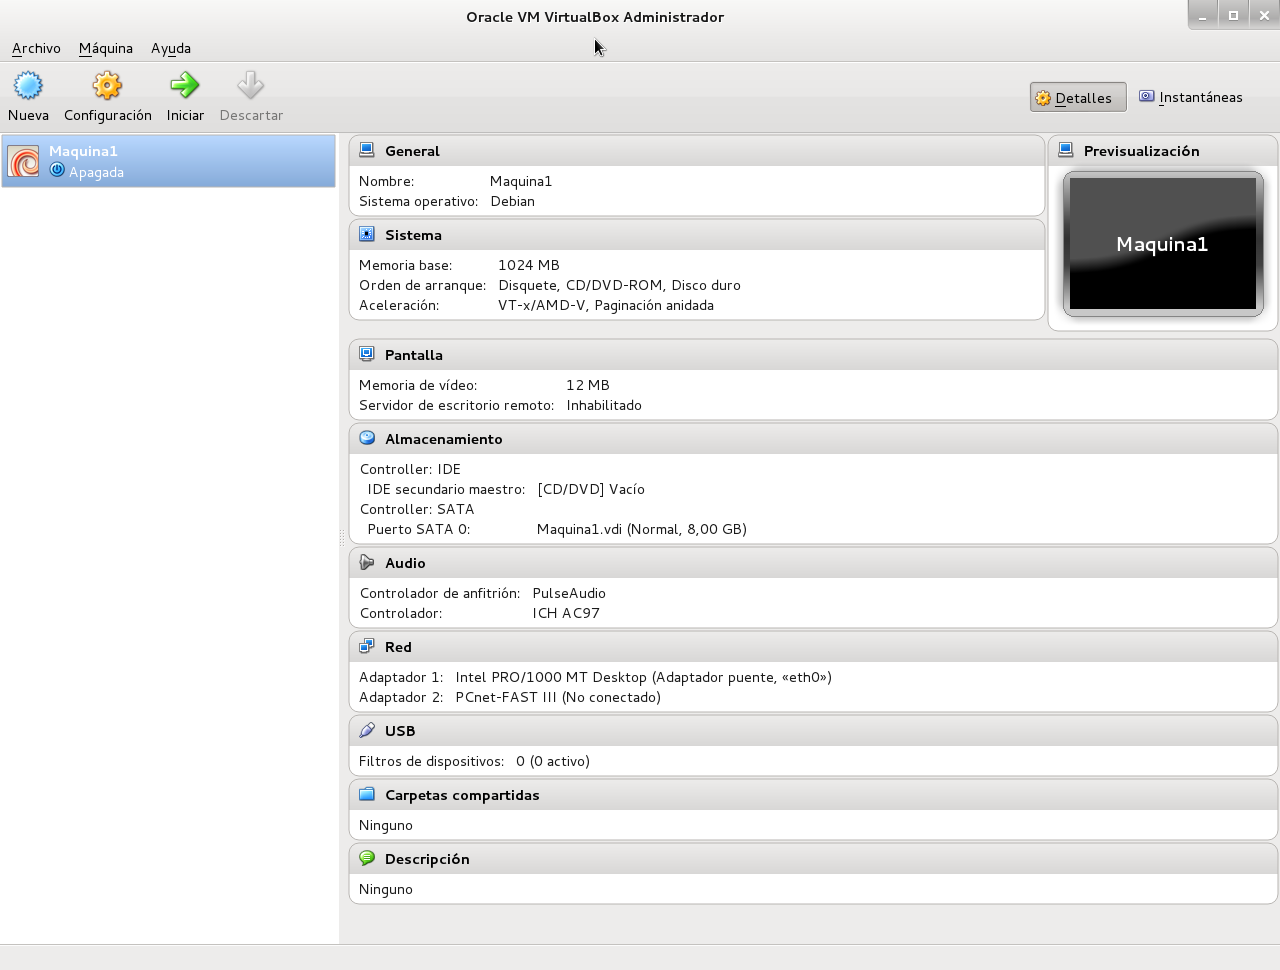 Oracle VM VirtualBox Administrador
Archivo Máquina Ayuda
Nueva Configuración Iniciar Descartar
Detalles Instantáneas
Maquina1
Apagada
General
Nombre: Maquina1
Sistema operativo: Debian
Sistema
Memoria base: 1024 MB
Orden de arranque: Disquete, CD/DVD-ROM, Disco duro
Aceleración: VT-x/AMD-V, Paginación anidada
Previsualización
Maquina1
Pantalla
Memoria de vídeo: 12 MB
Servidor de escritorio remoto: Inhabilitado
Almacenamiento
Controller: IDE
IDE secundario maestro: [CD/DVD] Vacío
Controller: SATA
Puerto SATA 0: Maquina1.vdi (Normal, 8,00 GB)
Audio
Controlador de anfitrión: PulseAudio
Controlador: ICH AC97
Red
Adaptador 1: Intel PRO/1000 MT Desktop (Adaptador puente, «eth0»)
Adaptador 2: PCnet-FAST III (No conectado)
USB
Filtros de dispositivos: 0 (0 activo)
Carpetas compartidas
Ninguno
Descripción
Ninguno